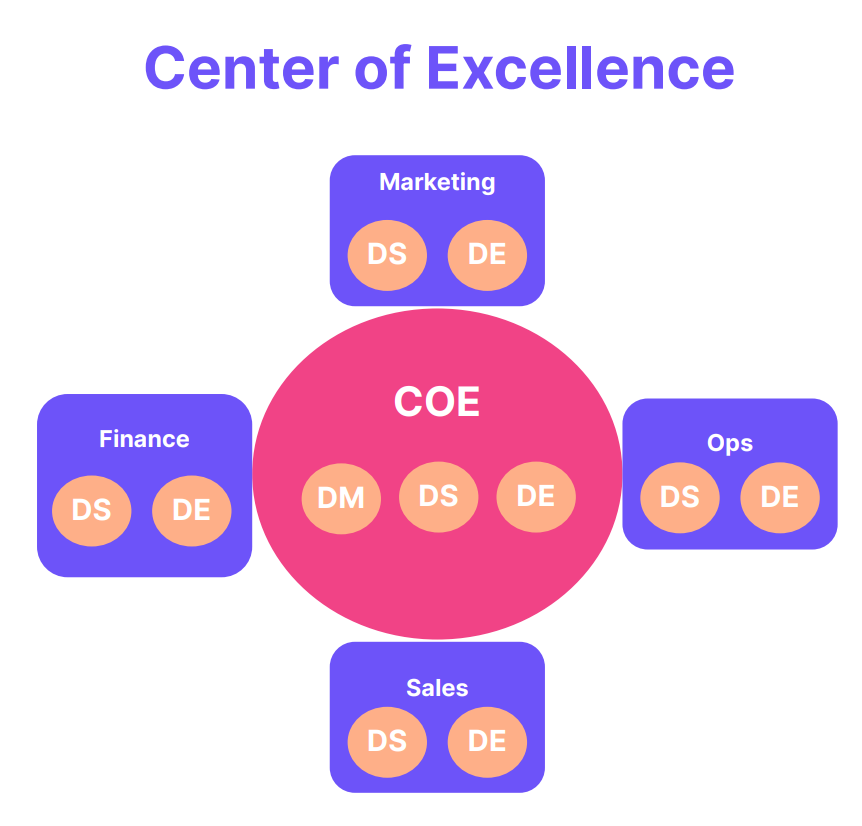 Center of Excellence
Marketing
DS DE
COE
DM DS DE
Finance
DS DE
Ops
DS DE
Sales
DS DE